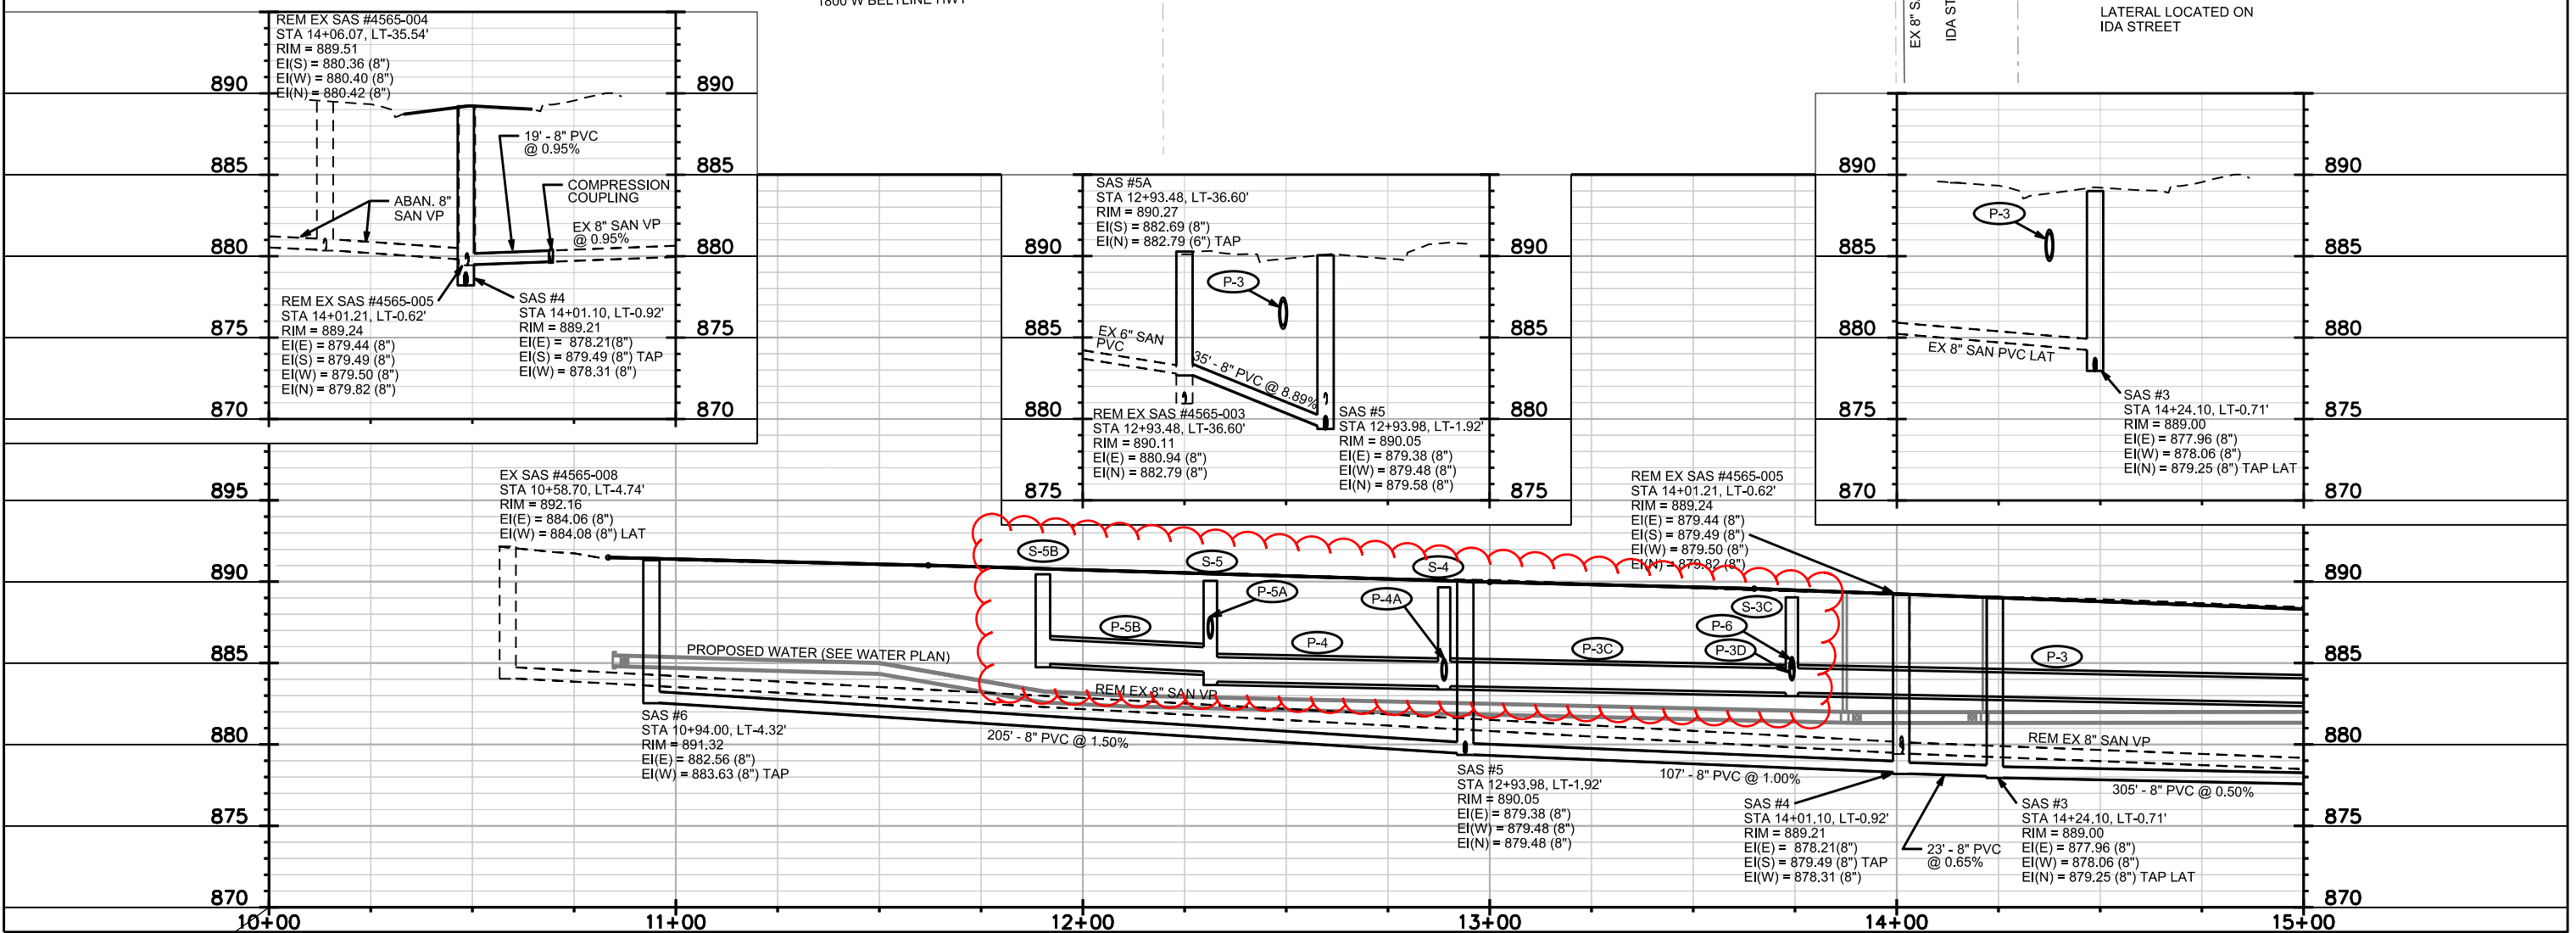 1800 W BELTLINE HWY
EX 8" SA
IDA ST
LATERAL LOCATED ON
IDA STREET
REM EX SAS #4565-004
STA 14+06.07, LT-35.54'
RIM = 889.51
EI(S) = 880.36 (8")
EI(W) = 880.40 (8")
EI(N) = 880.42 (8")
890
890
885
885
880
880
875
875
870
870
19' - 8" PVC
@ 0.95%
COMPRESSION
COUPLING
ABAN. 8"
SAN VP
EX 8" SAN VP
@ 0.95%
REM EX SAS #4565-005
STA 14+01.21, LT-0.62'
RIM = 889.24
EI(E) = 879.44 (8")
EI(S) = 879.49 (8")
EI(W) = 879.50 (8")
EI(N) = 879.82 (8")
SAS #4
STA 14+01.10, LT-0.92'
RIM = 889.21
EI(E) = 878.21(8")
EI(S) = 879.49 (8") TAP
EI(W) = 878.31 (8")
SAS #5A
STA 12+93.48, LT-36.60'
RIM = 890.27
EI(S) = 882.69 (8")
EI(N) = 882.79 (6") TAP
890
890
885
885
880
880
875
875
P-3
EX 6" SAN
PVC
35' - 8" PVC @ 8.89%
REM EX SAS #4565-003
STA 12+93.48, LT-36.60'
RIM = 890.11
EI(E) = 880.94 (8")
EI(N) = 882.79 (8")
SAS #5
STA 12+93.98, LT-1.92'
RIM = 890.05
EI(E) = 879.38 (8")
EI(W) = 879.48 (8")
EI(N) = 879.58 (8")
890
890
885
885
880
880
875
875
870
870
P-3
EX 8" SAN PVC LAT
SAS #3
STA 14+24.10, LT-0.71'
RIM = 889.00
EI(E) = 877.96 (8")
EI(W) = 878.06 (8")
EI(N) = 879.25 (8") TAP LAT
895
895
890
890
885
885
880
880
875
875
870
870
EX SAS #4565-008
STA 10+58.70, LT-4.74'
RIM = 892.16
EI(E) = 884.06 (8")
EI(W) = 884.08 (8") LAT
REM EX SAS #4565-005
STA 14+01.21, LT-0.62'
RIM = 889.24
EI(E) = 879.44 (8")
EI(S) = 879.49 (8")
EI(W) = 879.50 (8")
EI(N) = 879.82 (8")
S-5B
S-5
S-4
P-5A
P-4A
S-3C
P-5B
P-4
P-3C
P-6
P-3D
P-3
PROPOSED WATER (SEE WATER PLAN)
REM EX 8" SAN VP
REM EX 8" SAN VP
SAS #6
STA 10+94.00, LT-4.32'
RIM = 891.32
EI(E) = 882.56 (8")
EI(W) = 883.63 (8") TAP
205' - 8" PVC @ 1.50%
SAS #5
STA 12+93.98, LT-1.92'
RIM = 890.05
EI(E) = 879.38 (8")
EI(W) = 879.48 (8")
EI(N) = 879.48 (8")
107' - 8" PVC @ 1.00%
SAS #4
STA 14+01.10, LT-0.92'
RIM = 889.21
EI(E) = 878.21(8")
EI(S) = 879.49 (8") TAP
EI(W) = 878.31 (8")
23' - 8" PVC
@ 0.65%
SAS #3
STA 14+24.10, LT-0.71'
RIM = 889.00
EI(E) = 877.96 (8")
EI(W) = 878.06 (8")
EI(N) = 879.25 (8") TAP LAT
305' - 8" PVC @ 0.50%
10+00
11+00
12+00
13+00
14+00
15+00